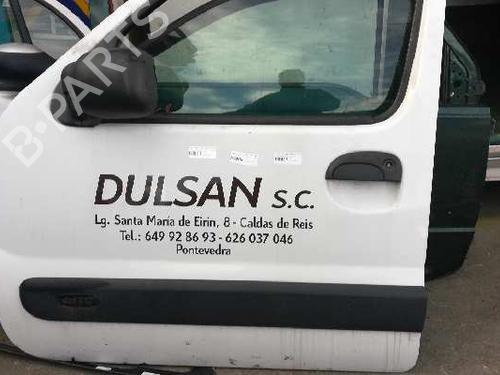 B-PARTS
DULSAN S.C.
Lg. Santa María de Eirín, 8 - Caldas de Reis
Tel.: 649 92 86 93 - 626 037 046
Pontevedra